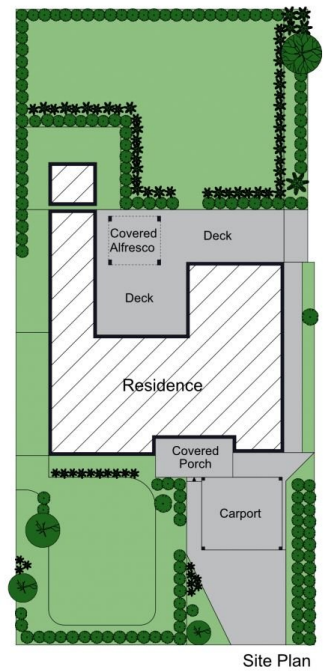 Covered
Alfresco
Deck
Deck
Residence
Covered
Porch
Carport
Site Plan